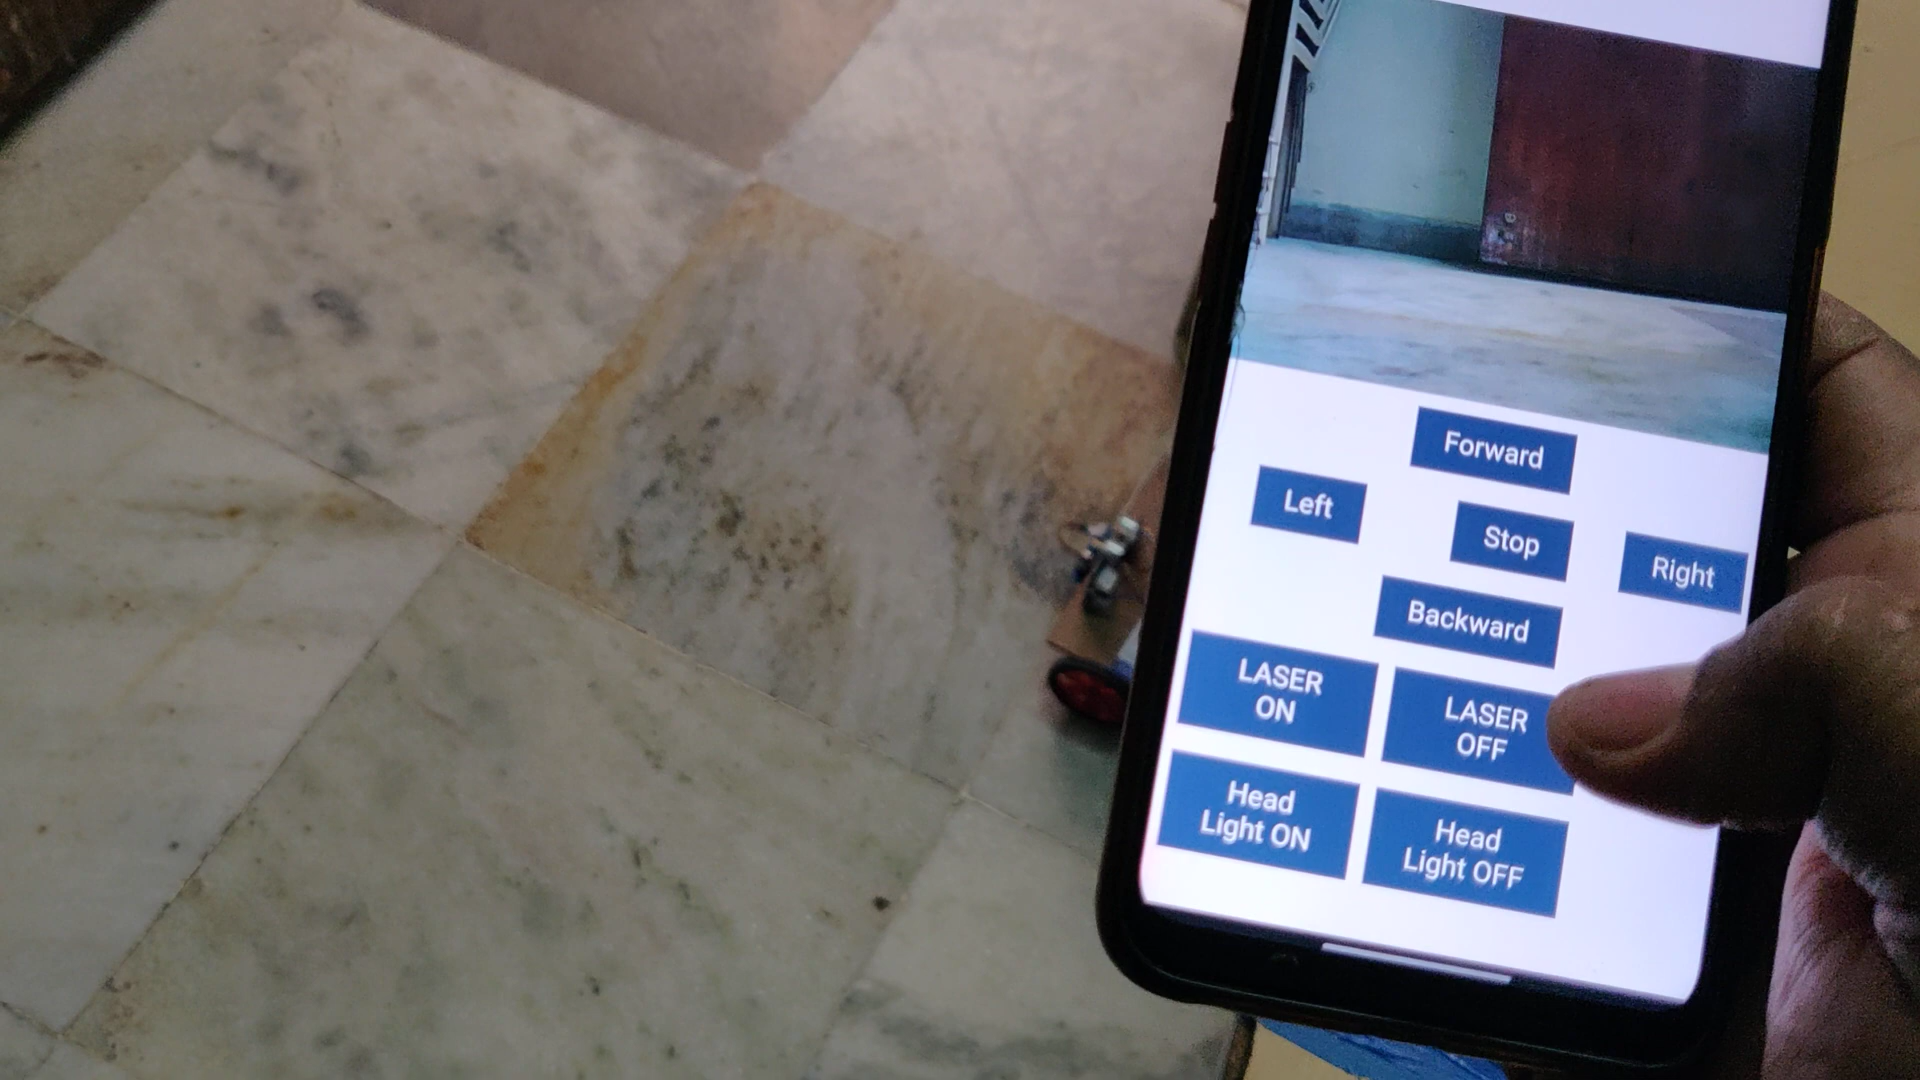 Forward
Left
Stop
Right
Backward
LASER
ON
LASER
OFF
Head
Light ON
Head
Light OFF